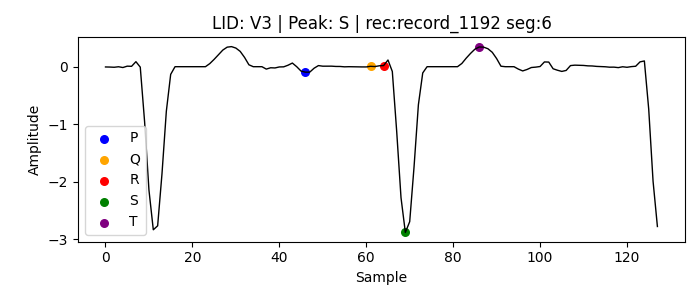 LID: V3 | Peak: S | rec:record_1192 seg:6
Amplitude
0
−1
−2
−3
P
Q
R
S
T
0 20 40 60 80 100 120
Sample